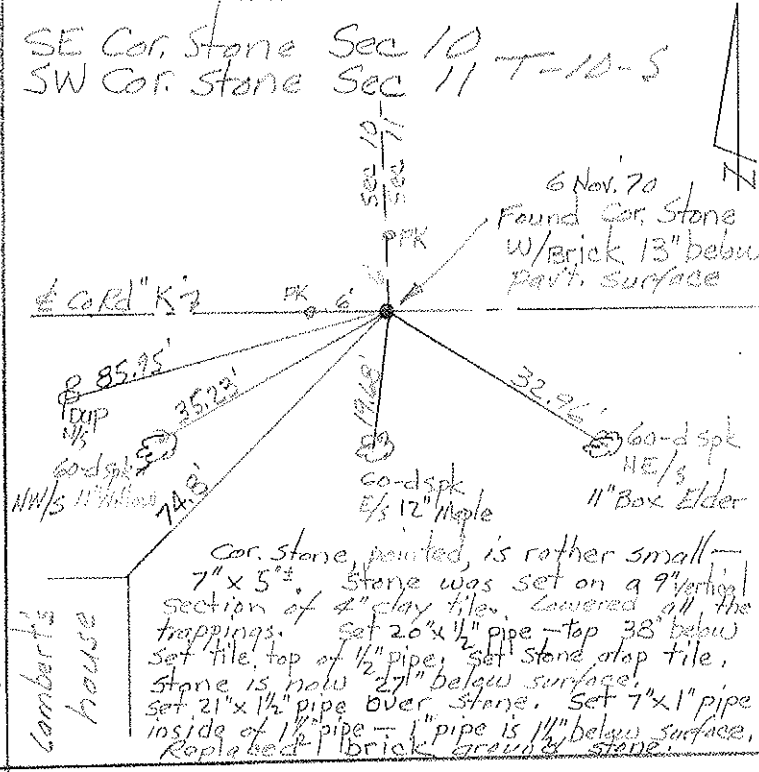 SE Cor. Stone Sec 10
SW Cor. Stone Sec 11 T-10-S
Sec 10
Sec 11
N
6 Nov. '70
Found Cor. Stone
W/Brick 13" below
pav't. surface
PK
6'
℄ Co Rd "K"
PK 6'
85.95'
35.23'
74.8'
19.68'
32.96'
60-d spk
NW/s 11" Willow
60-d spk
E/s 12" Maple
60-d spk
NE/s
11" Box Elder
Lambert's
house
Cor. stone, pointed, is rather small —
7" x 5"±. Stone was set on a 9" vertical
section of 4" clay tile. Lowered all the
trappings. Set 20" x ½" pipe – top 38" below
Set tile top of ½" pipe, set stone atop tile.
Stone is now 27" below surface.
Set 21" x 1½" pipe over stone. Set 7" x 1" pipe
inside of 1½" pipe – 1" pipe is 1½" below surface.
Replaced 1 brick around stone.